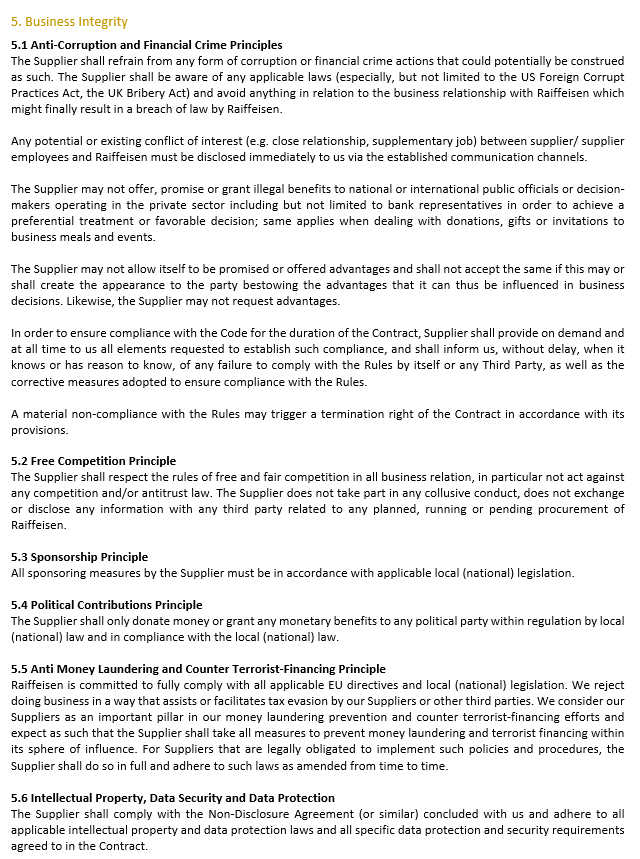 5. Business Integrity
5.1 Anti-Corruption and Financial Crime Principles
The Supplier shall refrain from any form of corruption or financial crime actions that could potentially be construed
as such. The Supplier shall be aware of any applicable laws (especially, but not limited to the US Foreign Corrupt
Practices Act, the UK Bribery Act) and avoid anything in relation to the business relationship with Raiffeisen which
might finally result in a breach of law by Raiffeisen.
Any potential or existing conflict of interest (e.g. close relationship, supplementary job) between supplier/ supplier
employees and Raiffeisen must be disclosed immediately to us via the established communication channels.
The Supplier may not offer, promise or grant illegal benefits to national or international public officials or decision-
makers operating in the private sector including but not limited to bank representatives in order to achieve a
preferential treatment or favorable decision; same applies when dealing with donations, gifts or invitations to
business meals and events.
The Supplier may not allow itself to be promised or offered advantages and shall not accept the same if this may or
shall create the appearance to the party bestowing the advantages that it can thus be influenced in business
decisions. Likewise, the Supplier may not request advantages.
In order to ensure compliance with the Code for the duration of the Contract, Supplier shall provide on demand and
at all time to us all elements requested to establish such compliance, and shall inform us, without delay, when it
knows or has reason to know, of any failure to comply with the Rules by itself or any Third Party, as well as the
corrective measures adopted to ensure compliance with the Rules.
A material non-compliance with the Rules may trigger a termination right of the Contract in accordance with its
provisions.
5.2 Free Competition Principle
The Supplier shall respect the rules of free and fair competition in all business relation, in particular not act against
any competition and/or antitrust law. The Supplier does not take part in any collusive conduct, does not exchange
or disclose any information with any third party related to any planned, running or pending procurement of
Raiffeisen.
5.3 Sponsorship Principle
All sponsoring measures by the Supplier must be in accordance with applicable local (national) legislation.
5.4 Political Contributions Principle
The Supplier shall only donate money or grant any monetary benefits to any political party within regulation by local
(national) law and in compliance with the local (national) law.
5.5 Anti Money Laundering and Counter Terrorist-Financing Principle
Raiffeisen is committed to fully comply with all applicable EU directives and local (national) legislation. We reject
doing business in a way that assists or facilitates tax evasion by our Suppliers or other third parties. We consider our
Suppliers as an important pillar in our money laundering prevention and counter terrorist-financing efforts and
expect as such that the Supplier shall take all measures to prevent money laundering and terrorist financing within
its sphere of influence. For Suppliers that are legally obligated to implement such policies and procedures, the
Supplier shall do so in full and adhere to such laws as amended from time to time.
5.6 Intellectual Property, Data Security and Data Protection
The Supplier shall comply with the Non-Disclosure Agreement (or similar) concluded with us and adhere to all
applicable intellectual property and data protection laws and all specific data protection and security requirements
agreed to in the Contract.